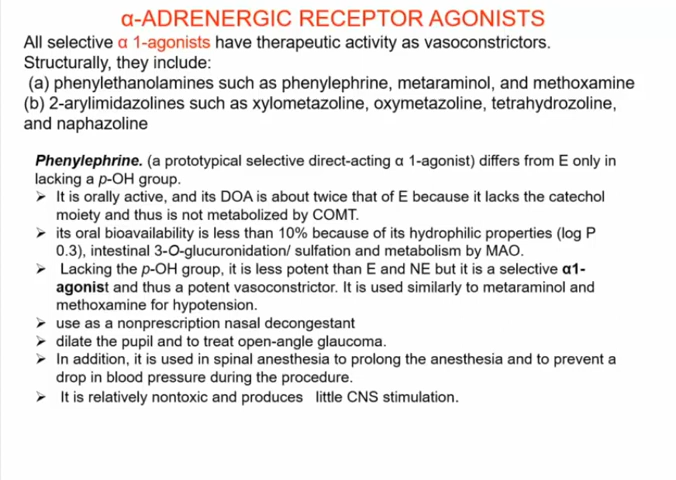 α-ADRENERGIC RECEPTOR AGONISTS
All selective α 1-agonists have therapeutic activity as vasoconstrictors.
Structurally, they include:
(a) phenylethanolamines such as phenylephrine, metaraminol, and methoxamine
(b) 2-arylimidazolines such as xylometazoline, oxymetazoline, tetrahydrozoline,
and naphazoline
Phenylephrine. (a prototypical selective direct-acting α 1-agonist) differs from E only in
lacking a p-OH group.
➢ It is orally active, and its DOA is about twice that of E because it lacks the catechol
moiety and thus is not metabolized by COMT.
➢ its oral bioavailability is less than 10% because of its hydrophilic properties (log P
0.3), intestinal 3-O-glucuronidation/ sulfation and metabolism by MAO.
➢ Lacking the p-OH group, it is less potent than E and NE but it is a selective α1-
agonist and thus a potent vasoconstrictor. It is used similarly to metaraminol and
methoxamine for hypotension.
➢ use as a nonprescription nasal decongestant
➢ dilate the pupil and to treat open-angle glaucoma.
➢ In addition, it is used in spinal anesthesia to prolong the anesthesia and to prevent a
drop in blood pressure during the procedure.
➢ It is relatively nontoxic and produces little CNS stimulation.